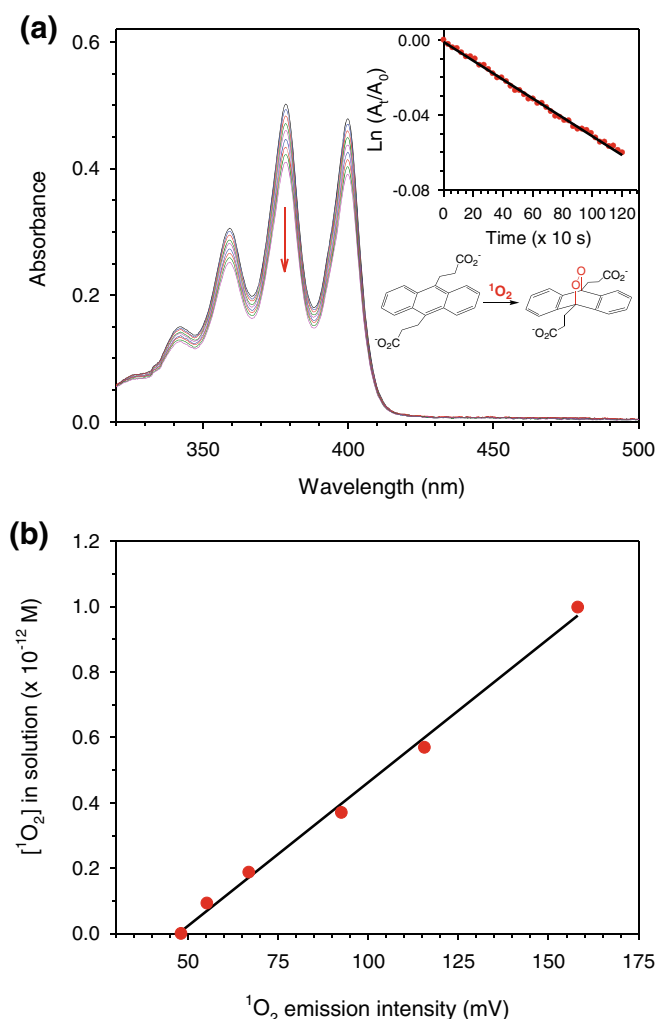 (a)
0.6
0.4
0.2
0.0
Absorbance
350
400
450
500
Wavelength (nm)
0.00
-0.04
-0.08
Ln (At/A0)
0 20 40 60 80 100 120
Time (x 10 s)
CO2-
-O2C
1O2
O
O
CO2-
-O2C
(b)
1.2
1.0
0.8
0.6
0.4
0.2
0.0
[1O2] in solution (x 10-12 M)
50
75
100
125
150
175
1O2 emission intensity (mV)